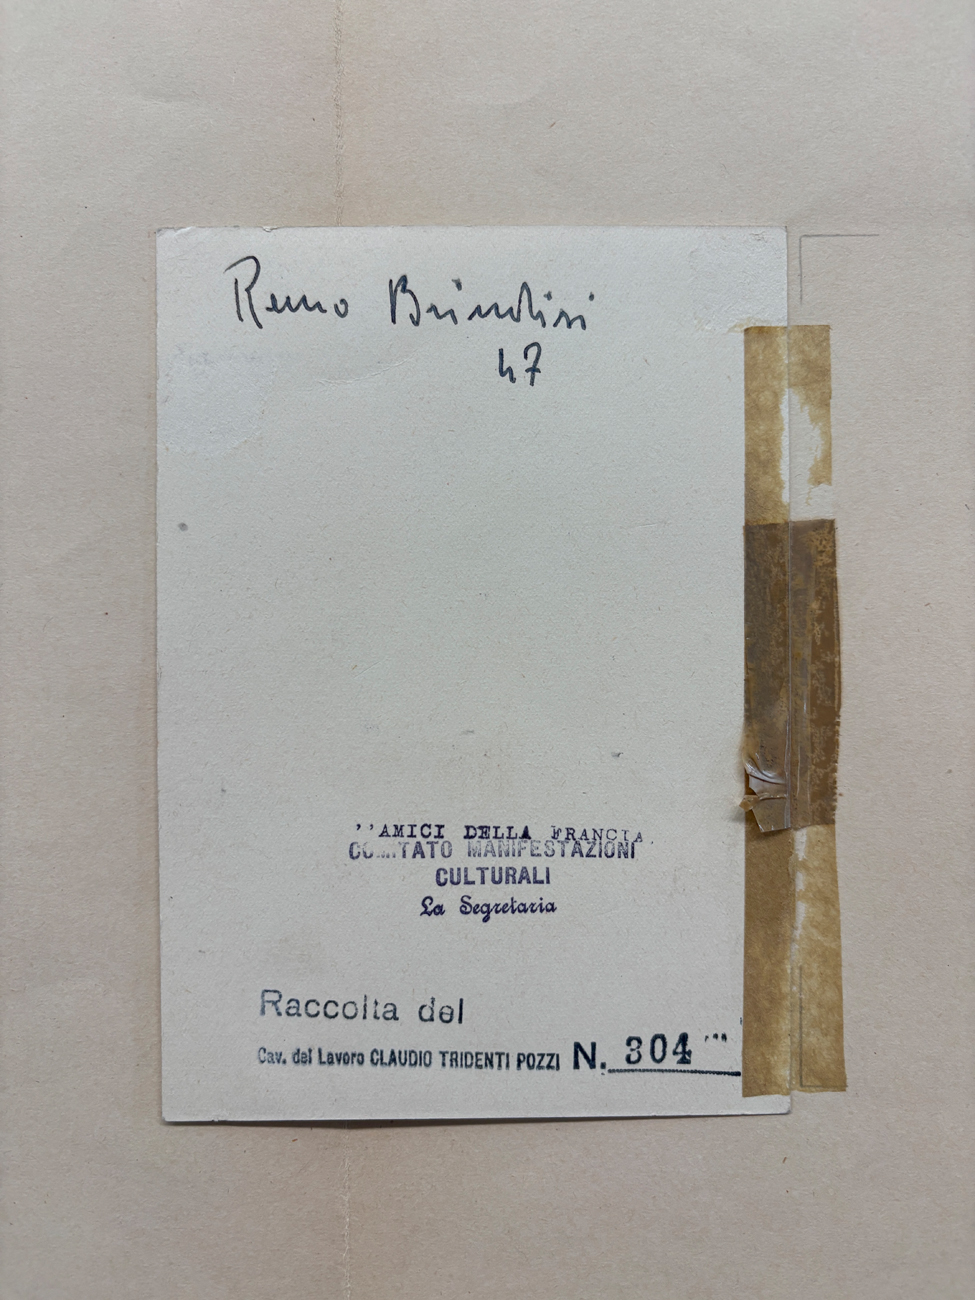 Remo Brindisi
47
''AMICI DELLA FRANCIA
COMITATO MANIFESTAZIONI
CULTURALI
La Segretaria
Raccolta del
Cav. del Lavoro CLAUDIO TRIDENTI POZZI N. 304